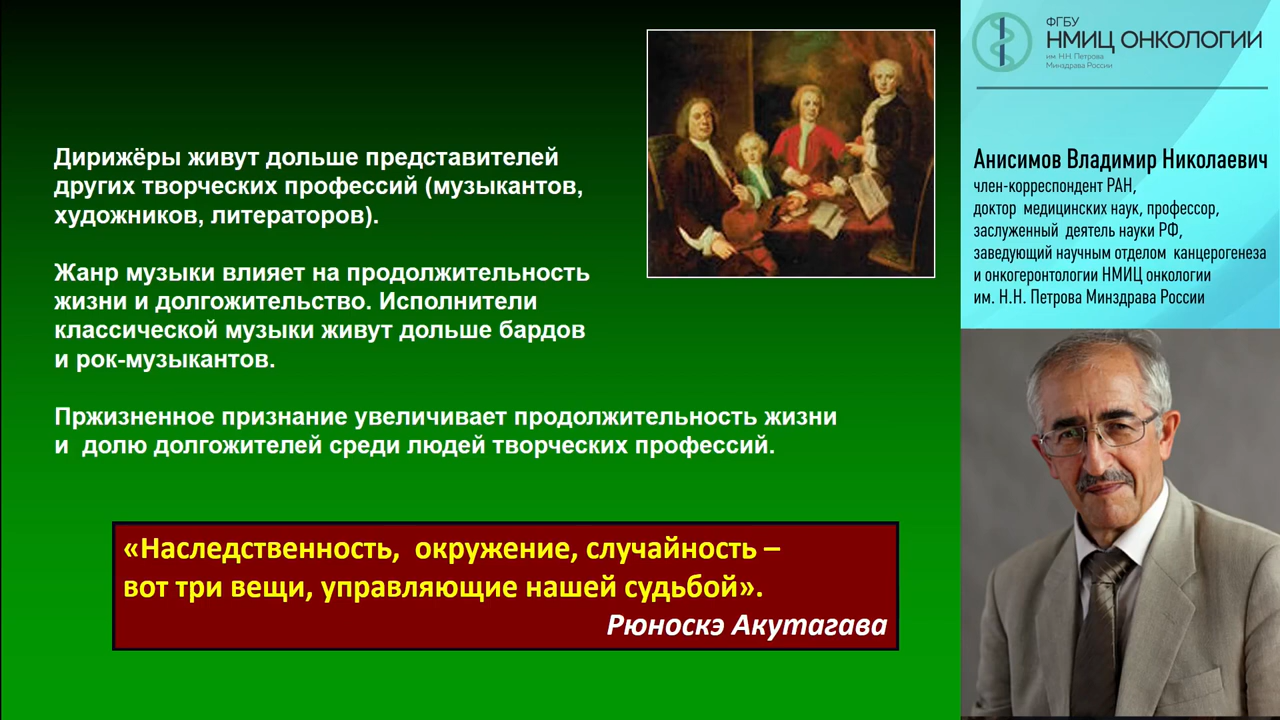 Дирижёры живут дольше представителей
других творческих профессий (музыкантов,
художников, литераторов).
Жанр музыки влияет на продолжительность
жизни и долгожительство. Исполнители
классической музыки живут дольше бардов
и рок-музыкантов.
Пржизненное признание увеличивает продолжительность жизни
и  долю долгожителей среди людей творческих профессий.
«Наследственность,  окружение, случайность –
вот три вещи, управляющие нашей судьбой».
Рюноскэ Акутагава
ФГБУ
НМИЦ ОНКОЛОГИИ
им. Н.Н. Петрова
Минздрава России
Анисимов Владимир Николаевич
член-корреспондент РАН,
доктор  медицинских наук, профессор,
заслуженный  деятель науки РФ,
заведующий научным отделом  канцерогенеза
и онкогеронтологии НМИЦ онкологии
им. Н.Н. Петрова Минздрава России